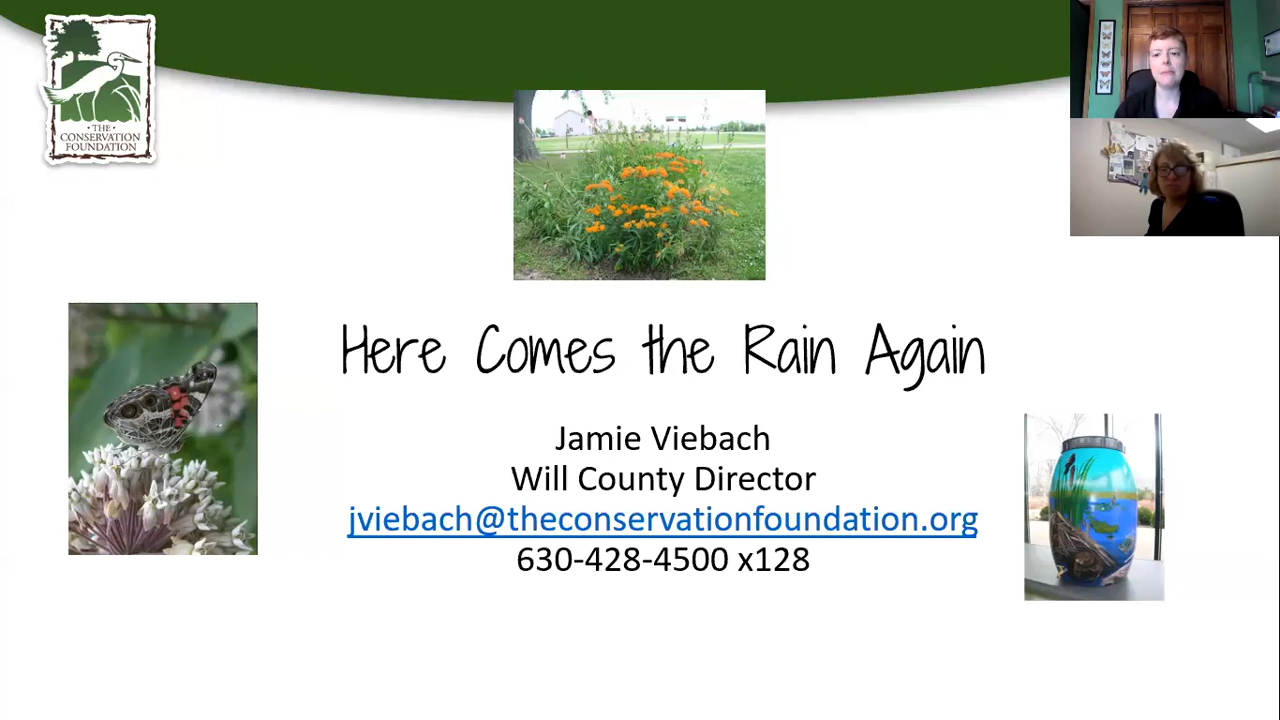 · THE ·
CONSERVATION
FOUNDATION
Here Comes the Rain Again
Jamie Viebach
Will County Director
jviebach@theconservationfoundation.org
630-428-4500 x128